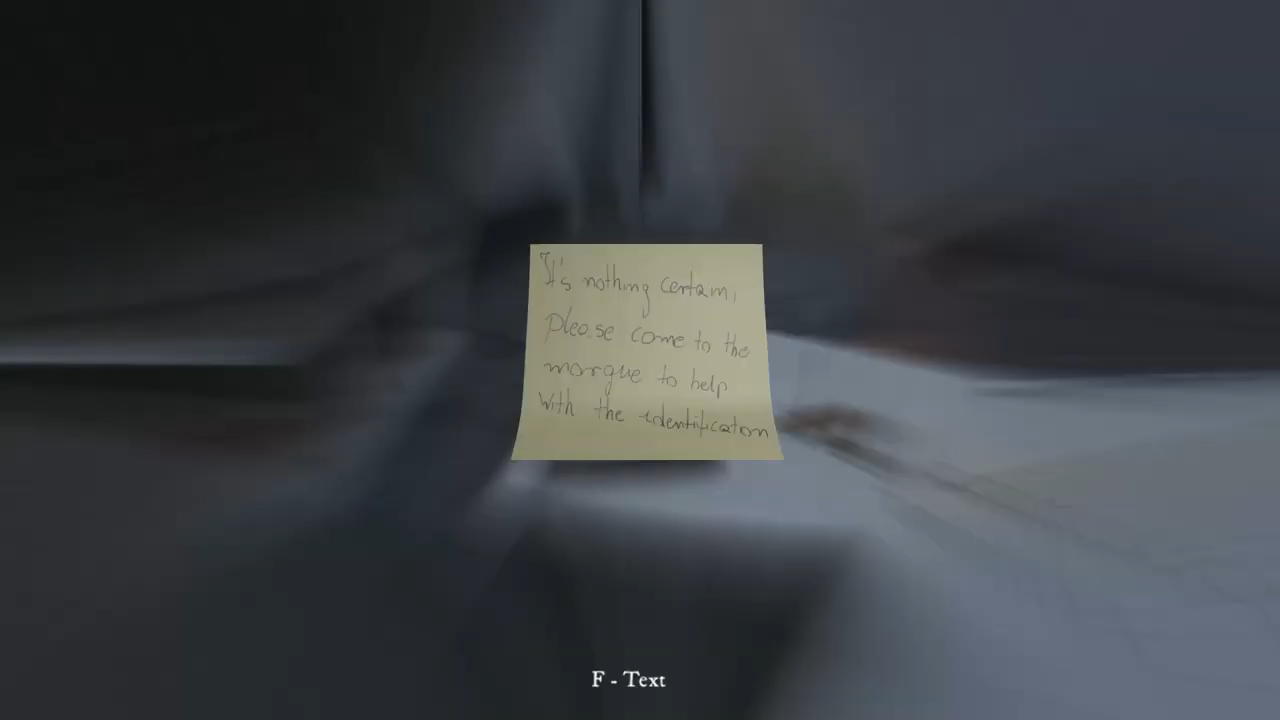 It's nothing certain,
please come to the
morgue to help
with the identification
F - Text